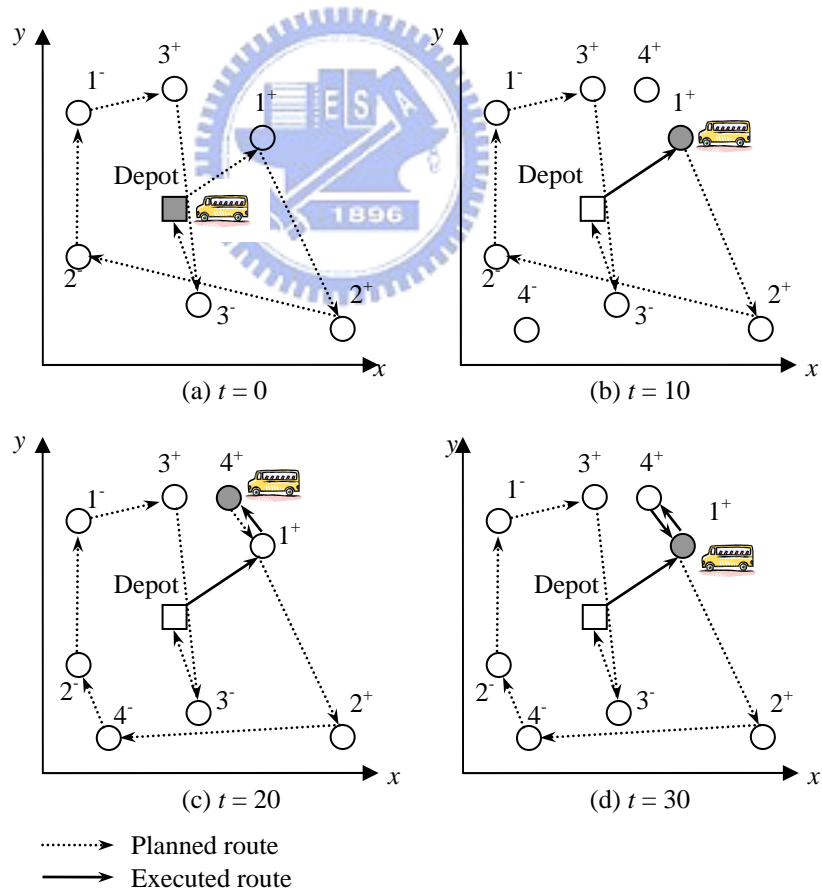 y
3+
4+
1-
1+
Depot
E S A
1896
2-
3-
2+
x
(a) t = 0
y
3+
4+
1-
1+
Depot
2-
3-
2+
4-
x
(b) t = 10
y
3+
4+
1-
1+
Depot
2-
4-
3-
2+
x
(c) t = 20
y
4+
3+
1-
1+
Depot
2-
4-
3-
2+
x
(d) t = 30
Planned route
Executed route